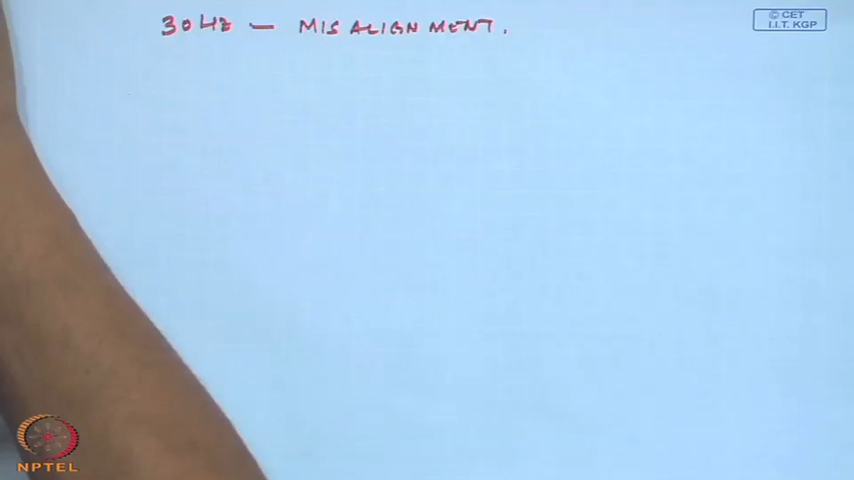 30HZ - MISALIGNMENT.
© CET
I.I.T. KGP
NPTEL